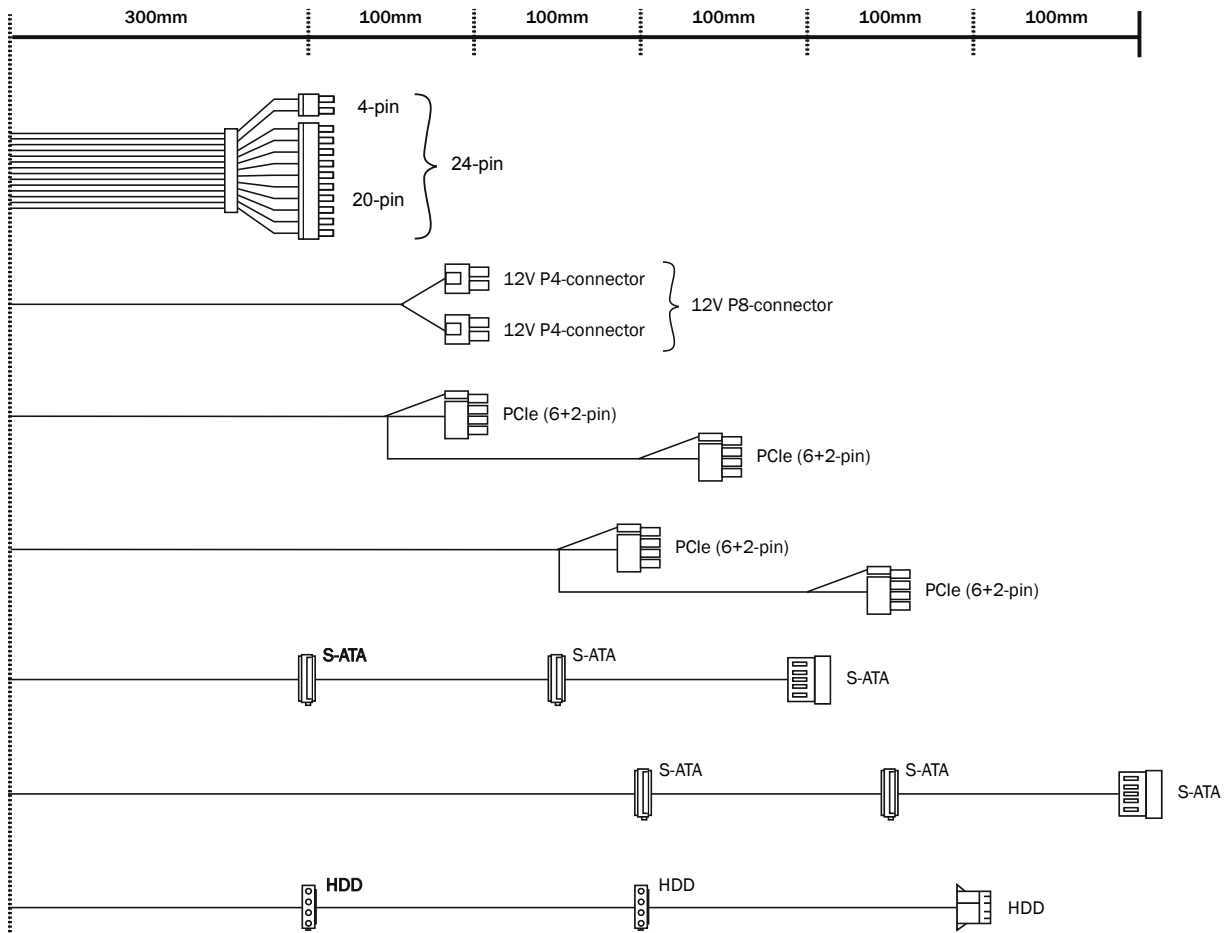 300mm 100mm 100mm 100mm 100mm 100mm
4-pin
24-pin
20-pin
12V P4-connector
12V P8-connector
12V P4-connector
PCIe (6+2-pin)
PCIe (6+2-pin)
PCIe (6+2-pin)
PCIe (6+2-pin)
S-ATA S-ATA
S-ATA
S-ATA S-ATA
S-ATA
HDD HDD
HDD